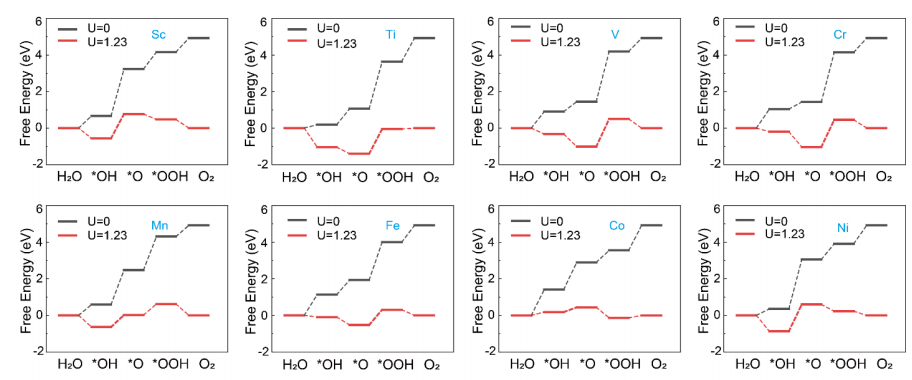 U=0
U=1.23
Sc
Free Energy (eV)
6
4
2
0
-2
H₂O *OH *O *OOH O₂
U=0
U=1.23
Ti
Free Energy (eV)
6
4
2
0
-2
H₂O *OH *O *OOH O₂
U=0
U=1.23
V
Free Energy (eV)
6
4
2
0
-2
H₂O *OH *O *OOH O₂
U=0
U=1.23
Cr
Free Energy (eV)
6
4
2
0
-2
H₂O *OH *O *OOH O₂
U=0
U=1.23
Mn
Free Energy (eV)
6
4
2
0
-2
H₂O *OH *O *OOH O₂
U=0
U=1.23
Fe
Free Energy (eV)
6
4
2
0
-2
H₂O *OH *O *OOH O₂
U=0
U=1.23
Co
Free Energy (eV)
6
4
2
0
-2
H₂O *OH *O *OOH O₂
U=0
U=1.23
Ni
Free Energy (eV)
6
4
2
0
-2
H₂O *OH *O *OOH O₂